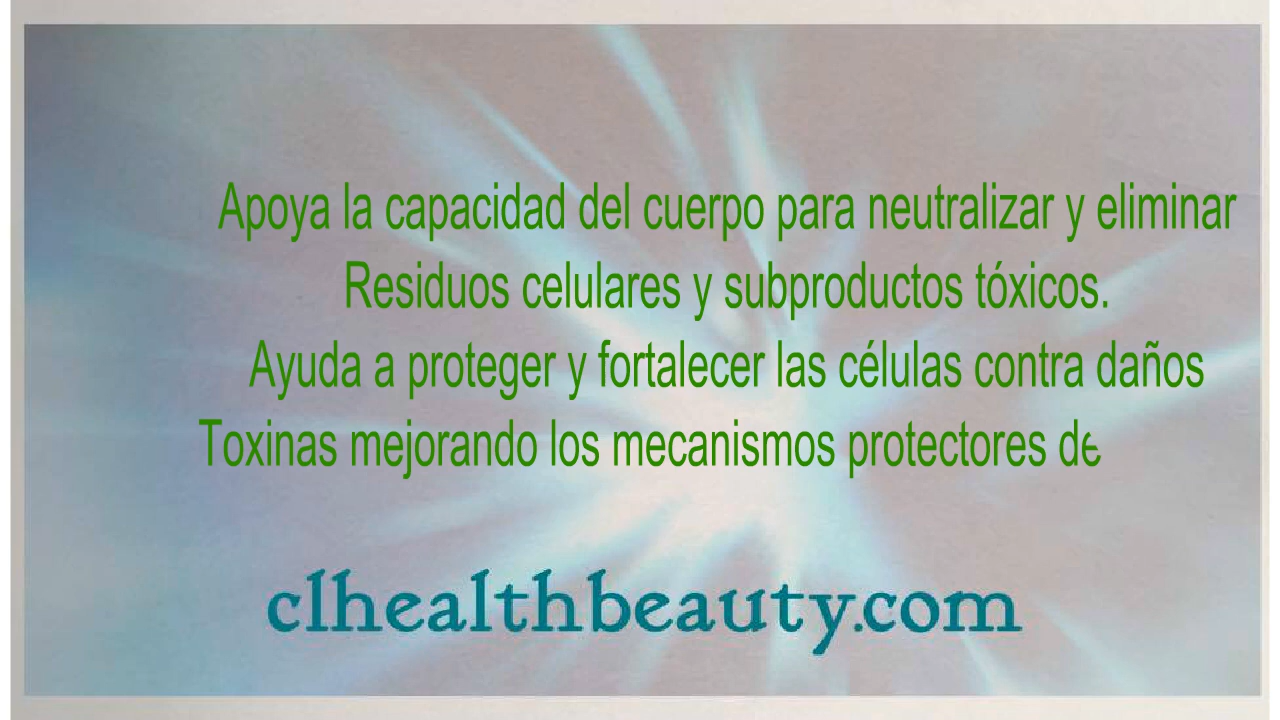 Apoya la capacidad del cuerpo para neutralizar y eliminar
Residuos celulares y subproductos tóxicos.
Ayuda a proteger y fortalecer las células contra daños
Toxinas mejorando los mecanismos protectores de
clhealthbeauty.com